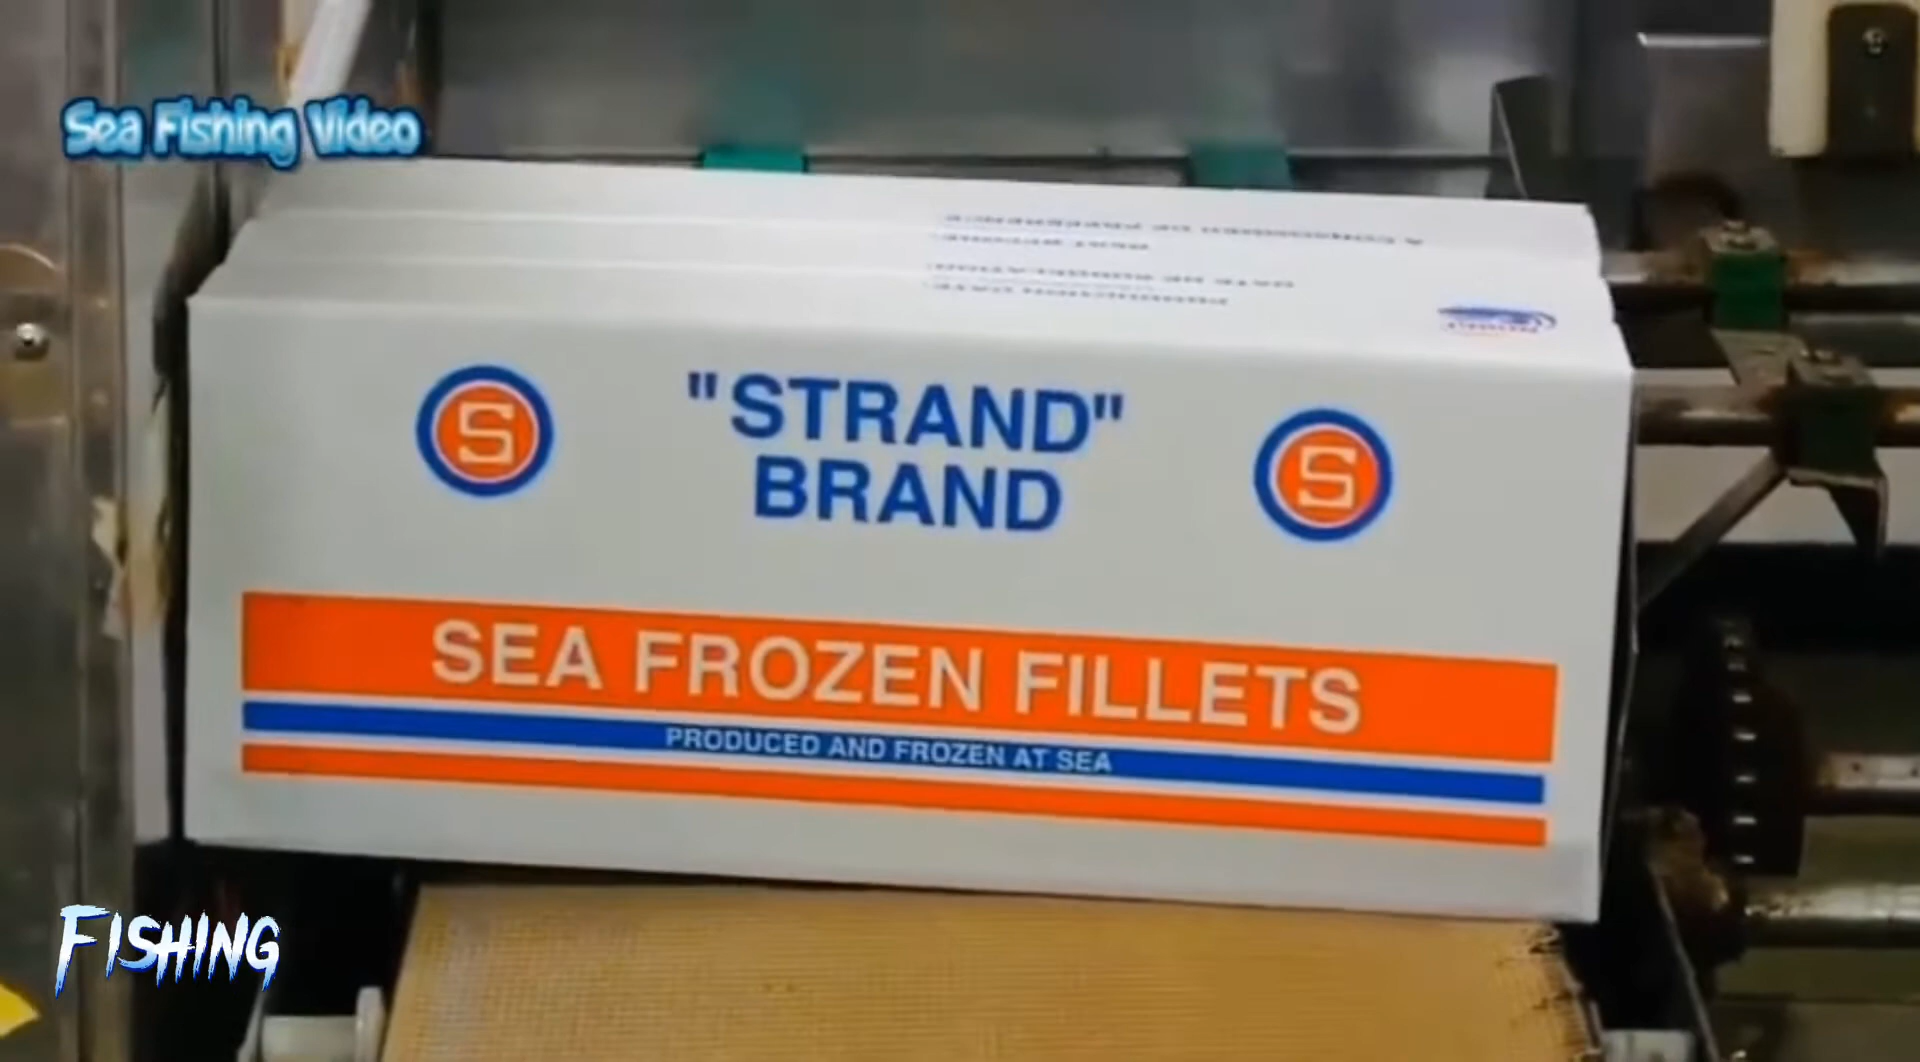 Sea Fishing Video
"STRAND"
BRAND
S
S
SEA FROZEN FILLETS
PRODUCED AND FROZEN AT SEA
FISHING